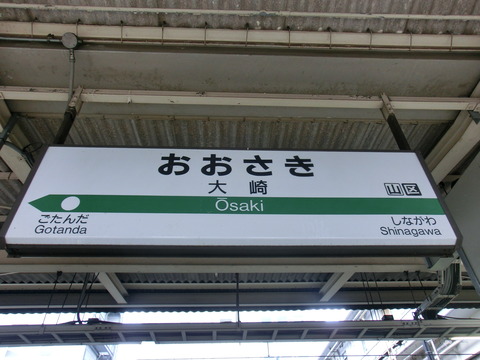 おおさき
大崎
山区
Ōsaki
ごたんだ
Gotanda
しながわ
Shinagawa